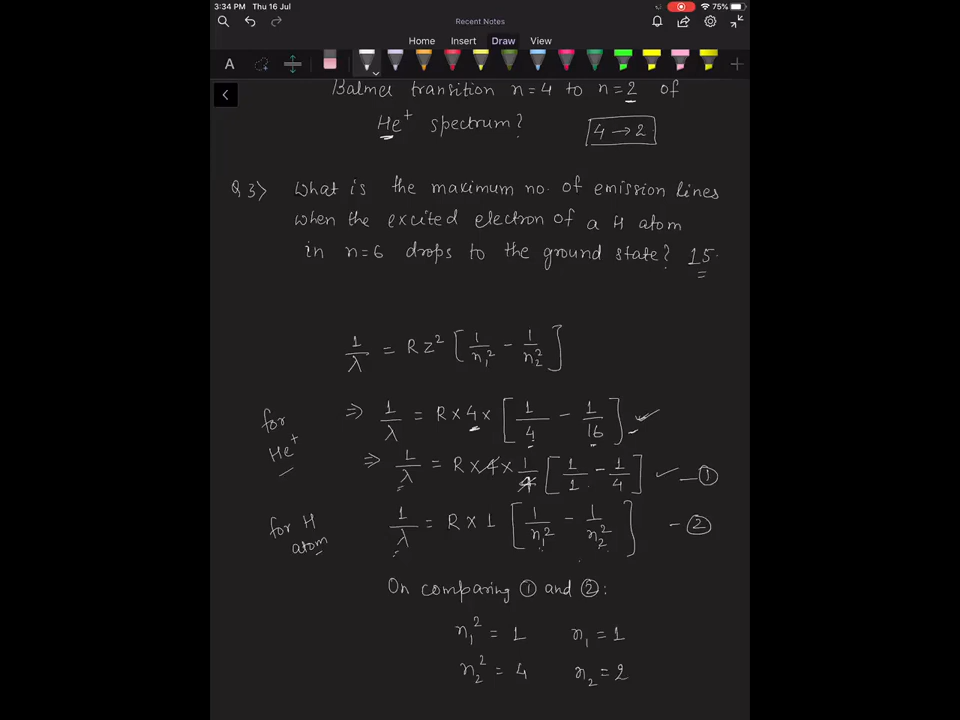 3:34 PM Thu 16 Jul
75%
Recent Notes
Home Insert Draw View
A
Balmer transition n=4 to n=2 of
He⁺ spectrum? 4 → 2
Q 3> What is the maximum no. of emission lines
when the excited electron of a H atom
in n=6 drops to the ground state? 15.
1/λ = R Z² [1/n₁² − 1/n₂²]
for He⁺
⇒ 1/λ = R × 4 × [1/4 − 1/16]
⇒ 1/λ = R × 4 × 1/4 [1/1 − 1/4] — ①
for H atom
1/λ = R × 1 [1/n₁² − 1/n₂²] - ②
On comparing ① and ②:
n₁² = 1 n₁ = 1
n₂² = 4 n₂ = 2